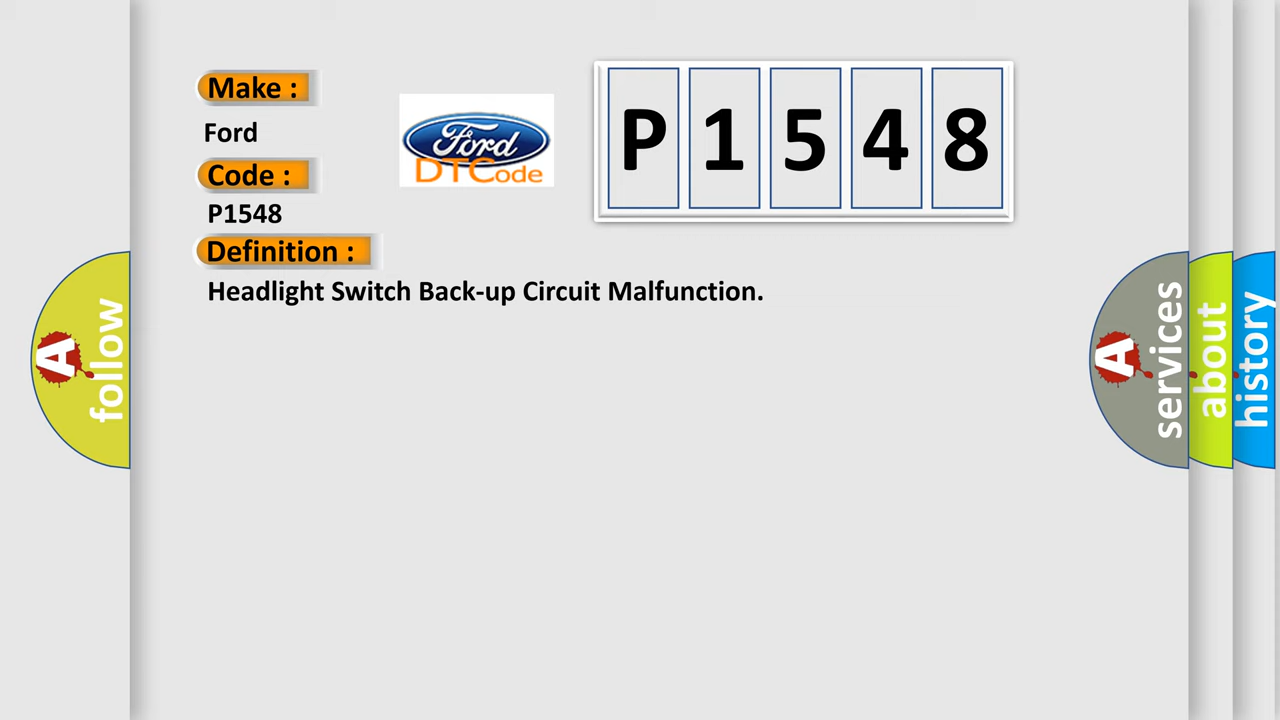 Make :
Ford
Code :
P1548
Definition :
Headlight Switch Back-up Circuit Malfunction.
Ford
DTCode
P 1 5 4 8
A
follow
A
services
about
history